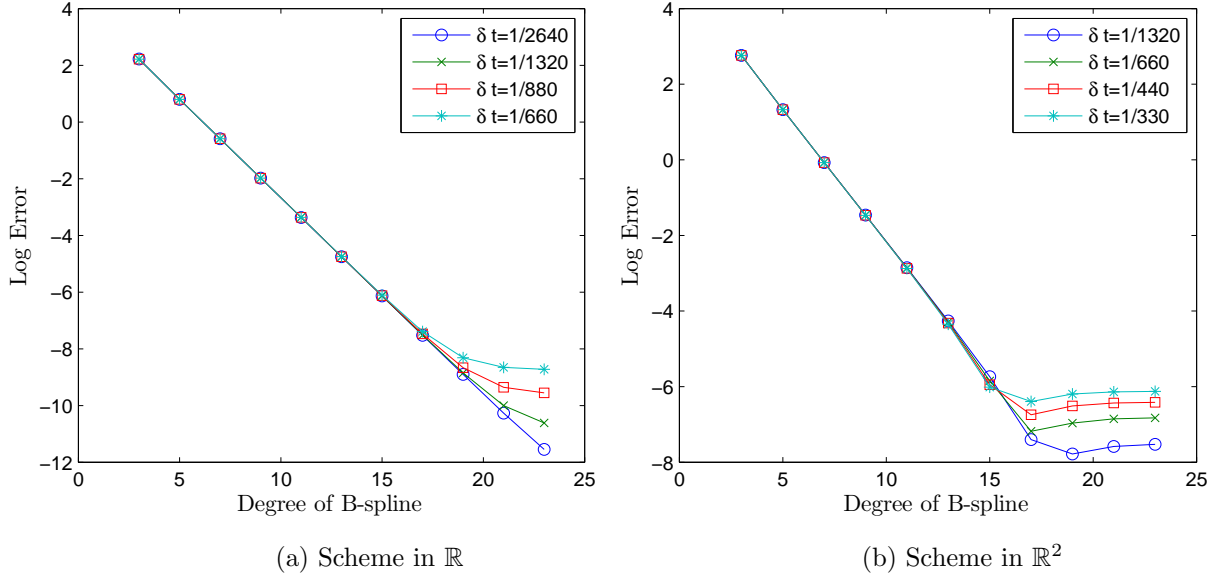 4
2
0
−2
−4
−6
−8
−10
−12
0
5
10
15
20
25
Log Error
Degree of B-spline
δ t=1/2640
δ t=1/1320
δ t=1/880
δ t=1/660
(a) Scheme in ℝ
4
2
0
−2
−4
−6
−8
0
5
10
15
20
25
Log Error
Degree of B-spline
δ t=1/1320
δ t=1/660
δ t=1/440
δ t=1/330
(b) Scheme in ℝ²